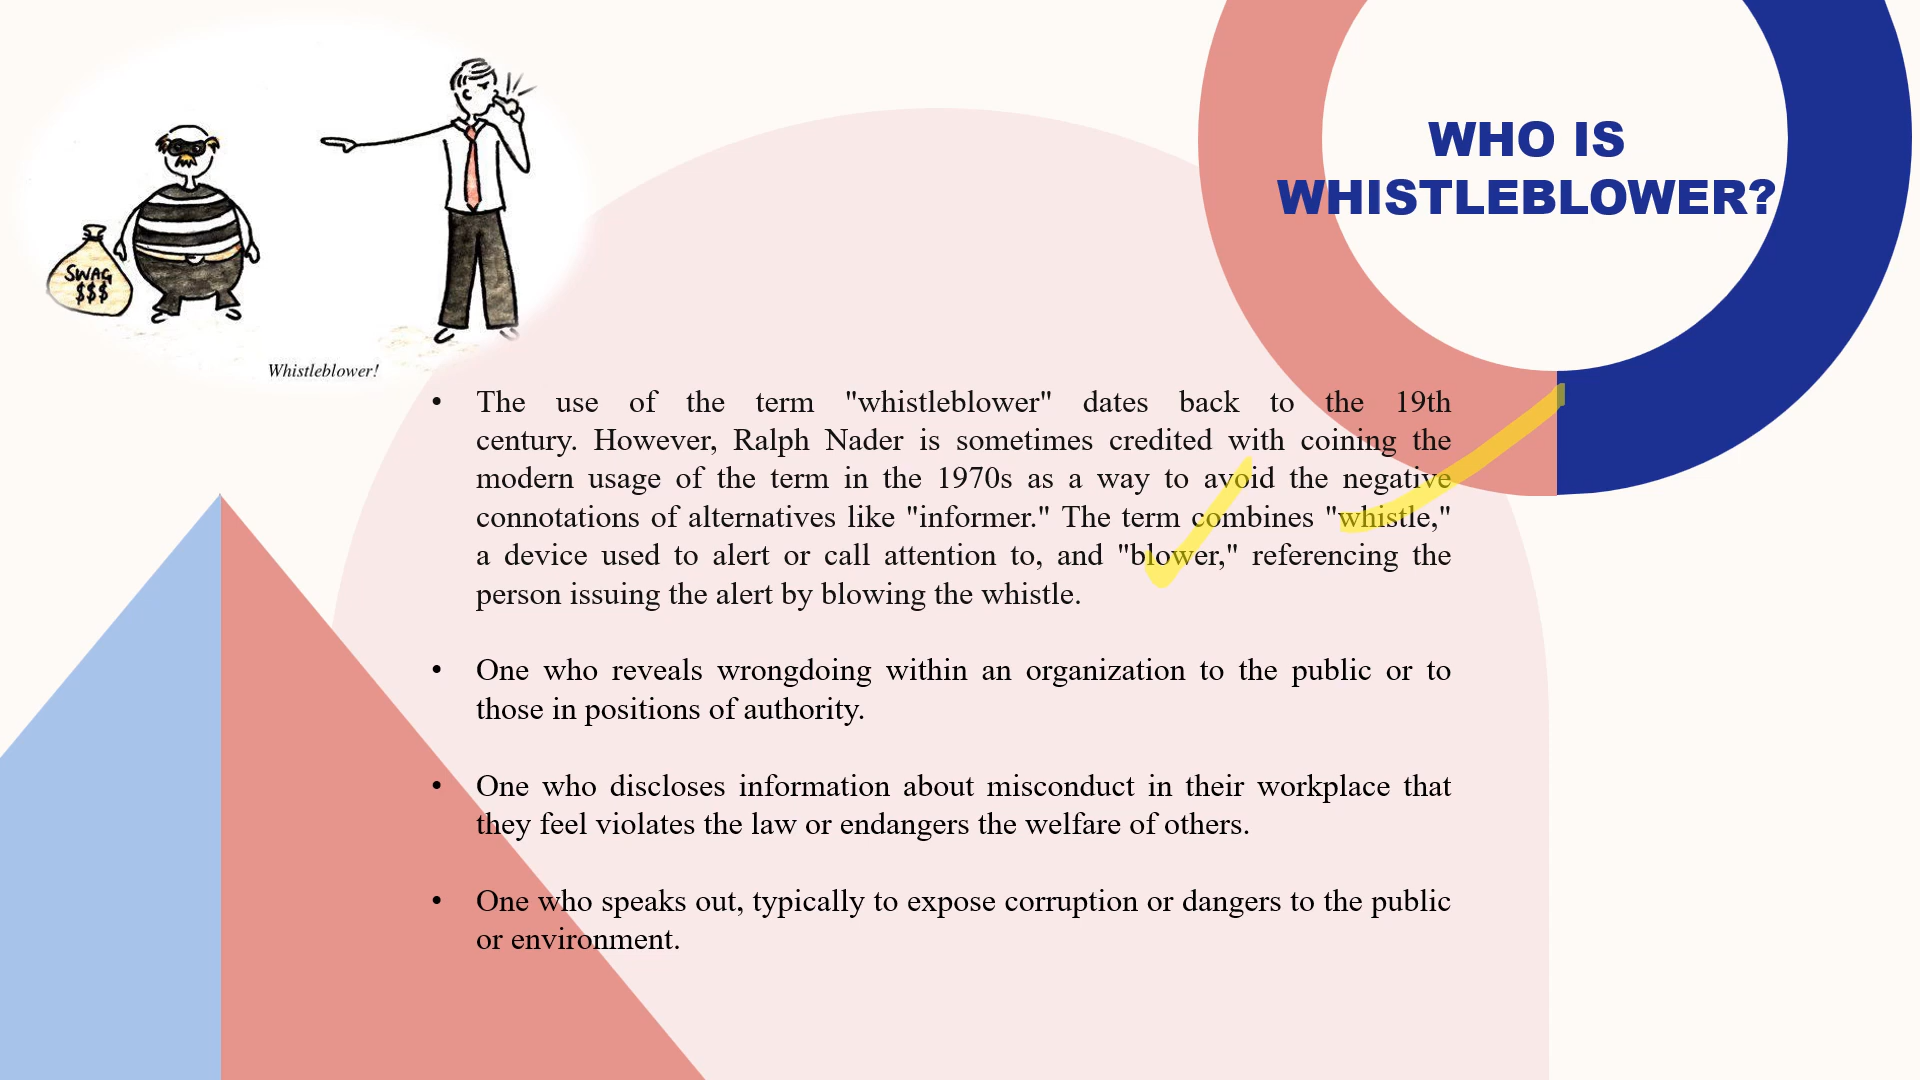 WHO IS
WHISTLEBLOWER?
SWAG
$$$
Whistleblower!
• The use of the term "whistleblower" dates back to the 19th
century. However, Ralph Nader is sometimes credited with coining the
modern usage of the term in the 1970s as a way to avoid the negative
connotations of alternatives like "informer." The term combines "whistle,"
a device used to alert or call attention to, and "blower," referencing the
person issuing the alert by blowing the whistle.
• One who reveals wrongdoing within an organization to the public or to
those in positions of authority.
• One who discloses information about misconduct in their workplace that
they feel violates the law or endangers the welfare of others.
• One who speaks out, typically to expose corruption or dangers to the public
or environment.